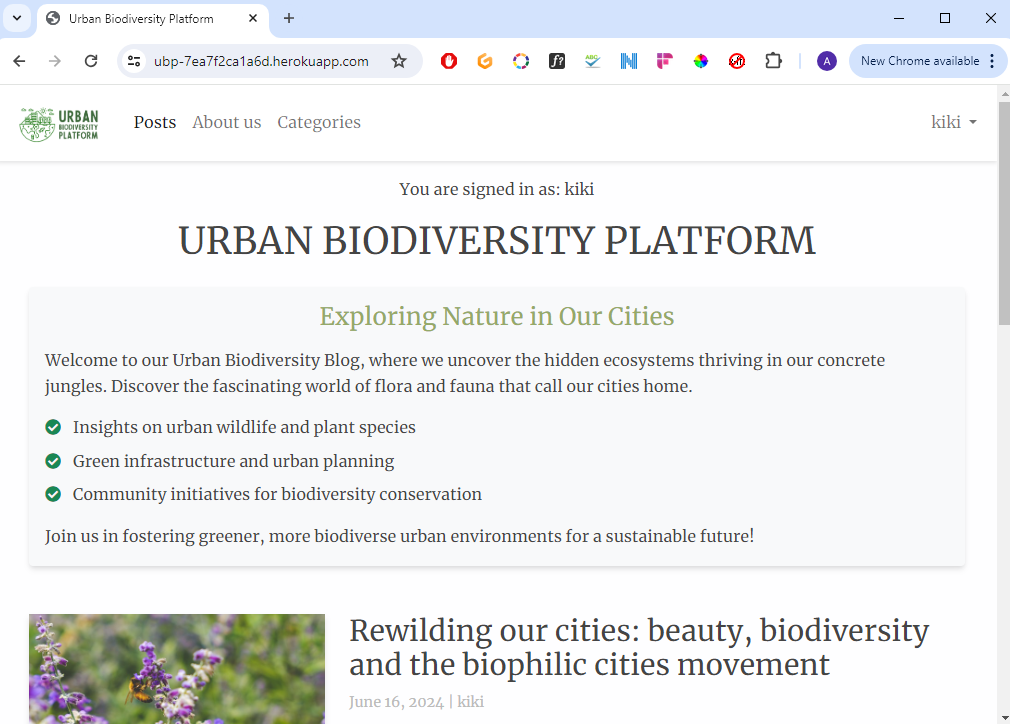 Urban Biodiversity Platform
ubp-7ea7f2ca1a6d.herokuapp.com
f?
ABC
N
F
A
New Chrome available
URBAN
BIODIVERSITY
PLATFORM
Posts
About us
Categories
kiki
You are signed in as: kiki
URBAN BIODIVERSITY PLATFORM
Exploring Nature in Our Cities
Welcome to our Urban Biodiversity Blog, where we uncover the hidden ecosystems thriving in our concrete
jungles. Discover the fascinating world of flora and fauna that call our cities home.
Insights on urban wildlife and plant species
Green infrastructure and urban planning
Community initiatives for biodiversity conservation
Join us in fostering greener, more biodiverse urban environments for a sustainable future!
Rewilding our cities: beauty, biodiversity
and the biophilic cities movement
June 16, 2024 | kiki